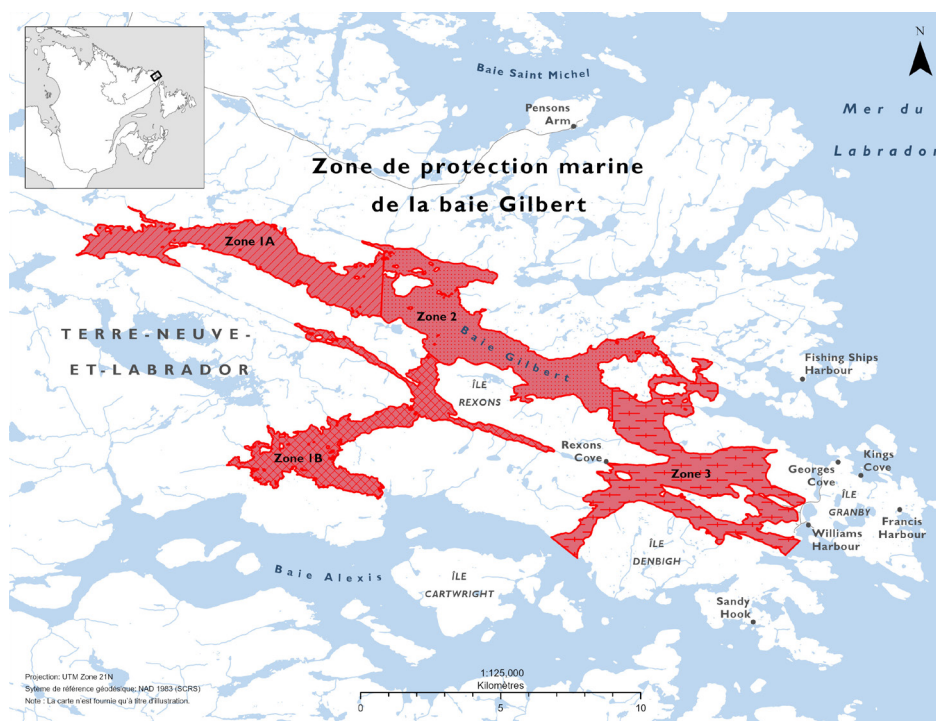 N
Baie Saint Michel
Pensons
Arm
Mer du
Labrador
Zone de protection marine
de la baie Gilbert
Zone 1A
Zone 2
Baie Gilbert
TERRE-NEUVE-
ET-LABRADOR
ÎLE
REXONS
Fishing Ships
Harbour
Zone 1B
Rexons
Cove
Zone 3
Georges
Cove
Kings
Cove
ÎLE
GRANBY
Francis
Harbour
Williams
Harbour
ÎLE
DENBIGH
Baie Alexis
ÎLE
CARTWRIGHT
Sandy
Hook
Projection: UTM Zone 21N
Sytème de référence géodésique: NAD 1983 (SCRS)
Note : La carte n'est fournie qu'à titre d'illustration.
1:125,000
Kilomètres
0 5 10